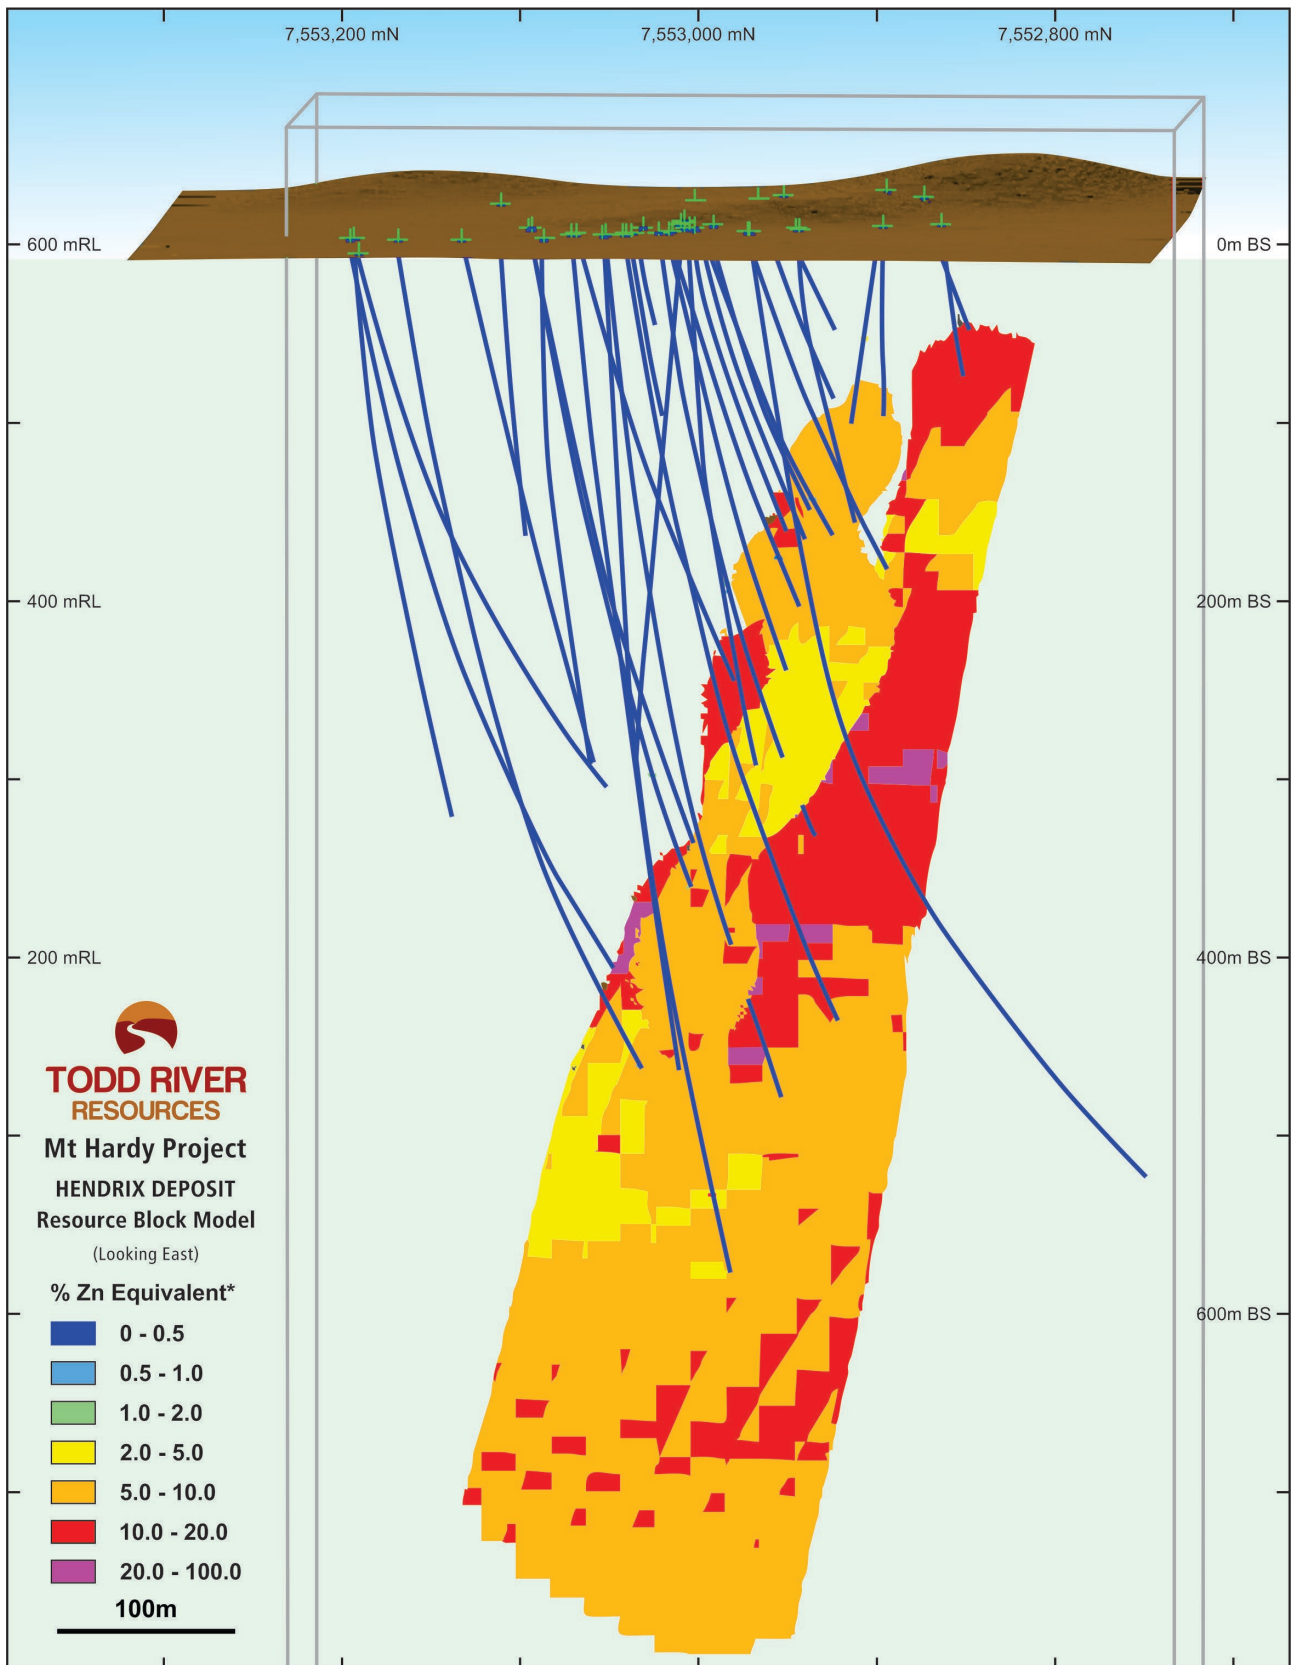 7,553,200 mN
7,553,000 mN
7,552,800 mN
600 mRL
0m BS
400 mRL
200m BS
200 mRL
400m BS
600m BS
TODD RIVER
RESOURCES
Mt Hardy Project
HENDRIX DEPOSIT
Resource Block Model
(Looking East)
% Zn Equivalent*
0 - 0.5
0.5 - 1.0
1.0 - 2.0
2.0 - 5.0
5.0 - 10.0
10.0 - 20.0
20.0 - 100.0
100m